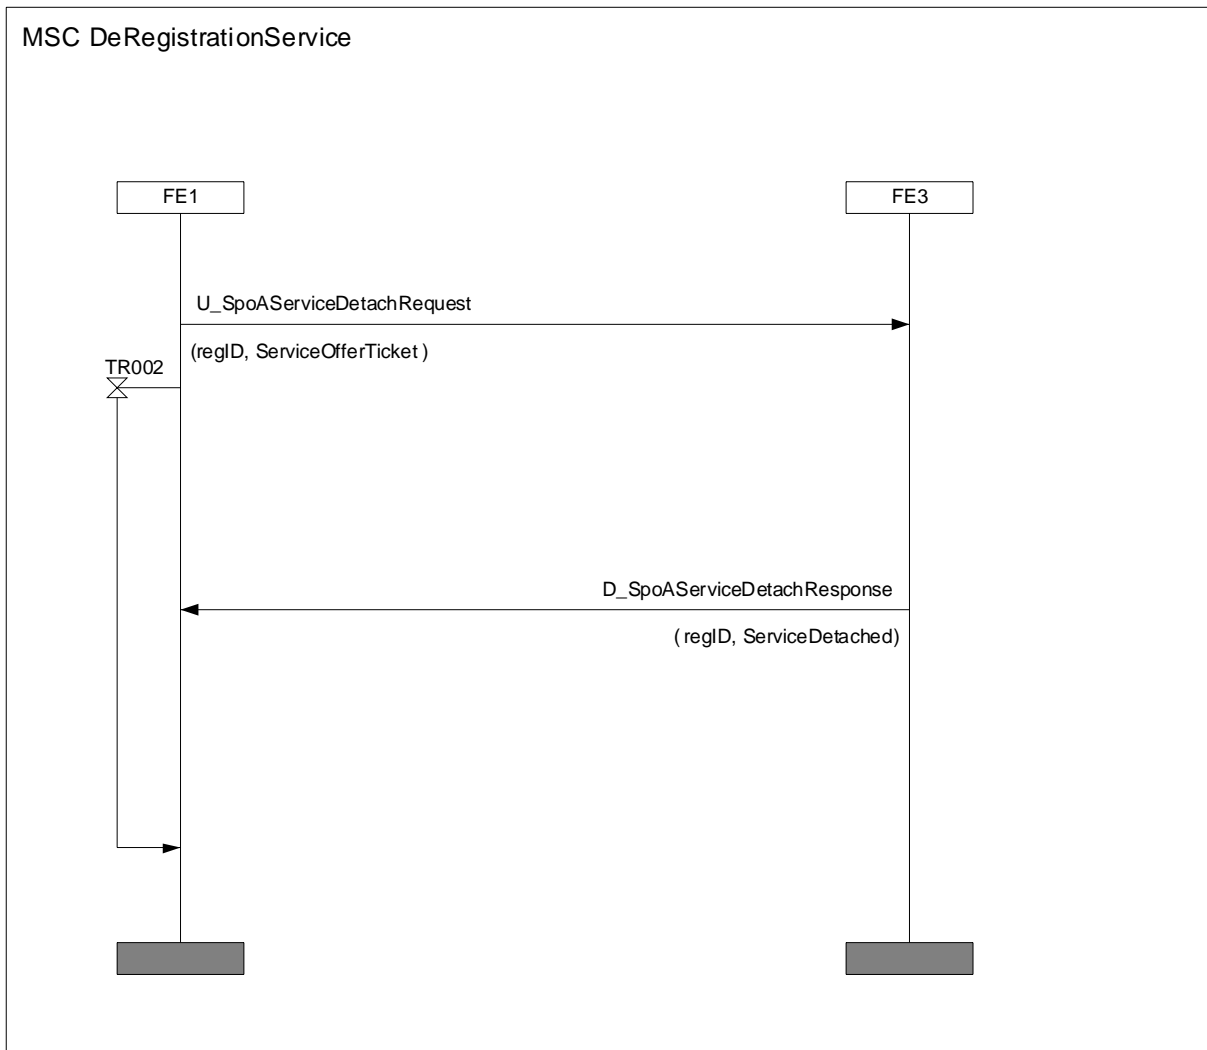 MSC DeRegistrationService
FE1
FE3
U_SpoAServiceDetachRequest
(regID, ServiceOfferTicket )
TR002
D_SpoAServiceDetachResponse
( regID, ServiceDetached)